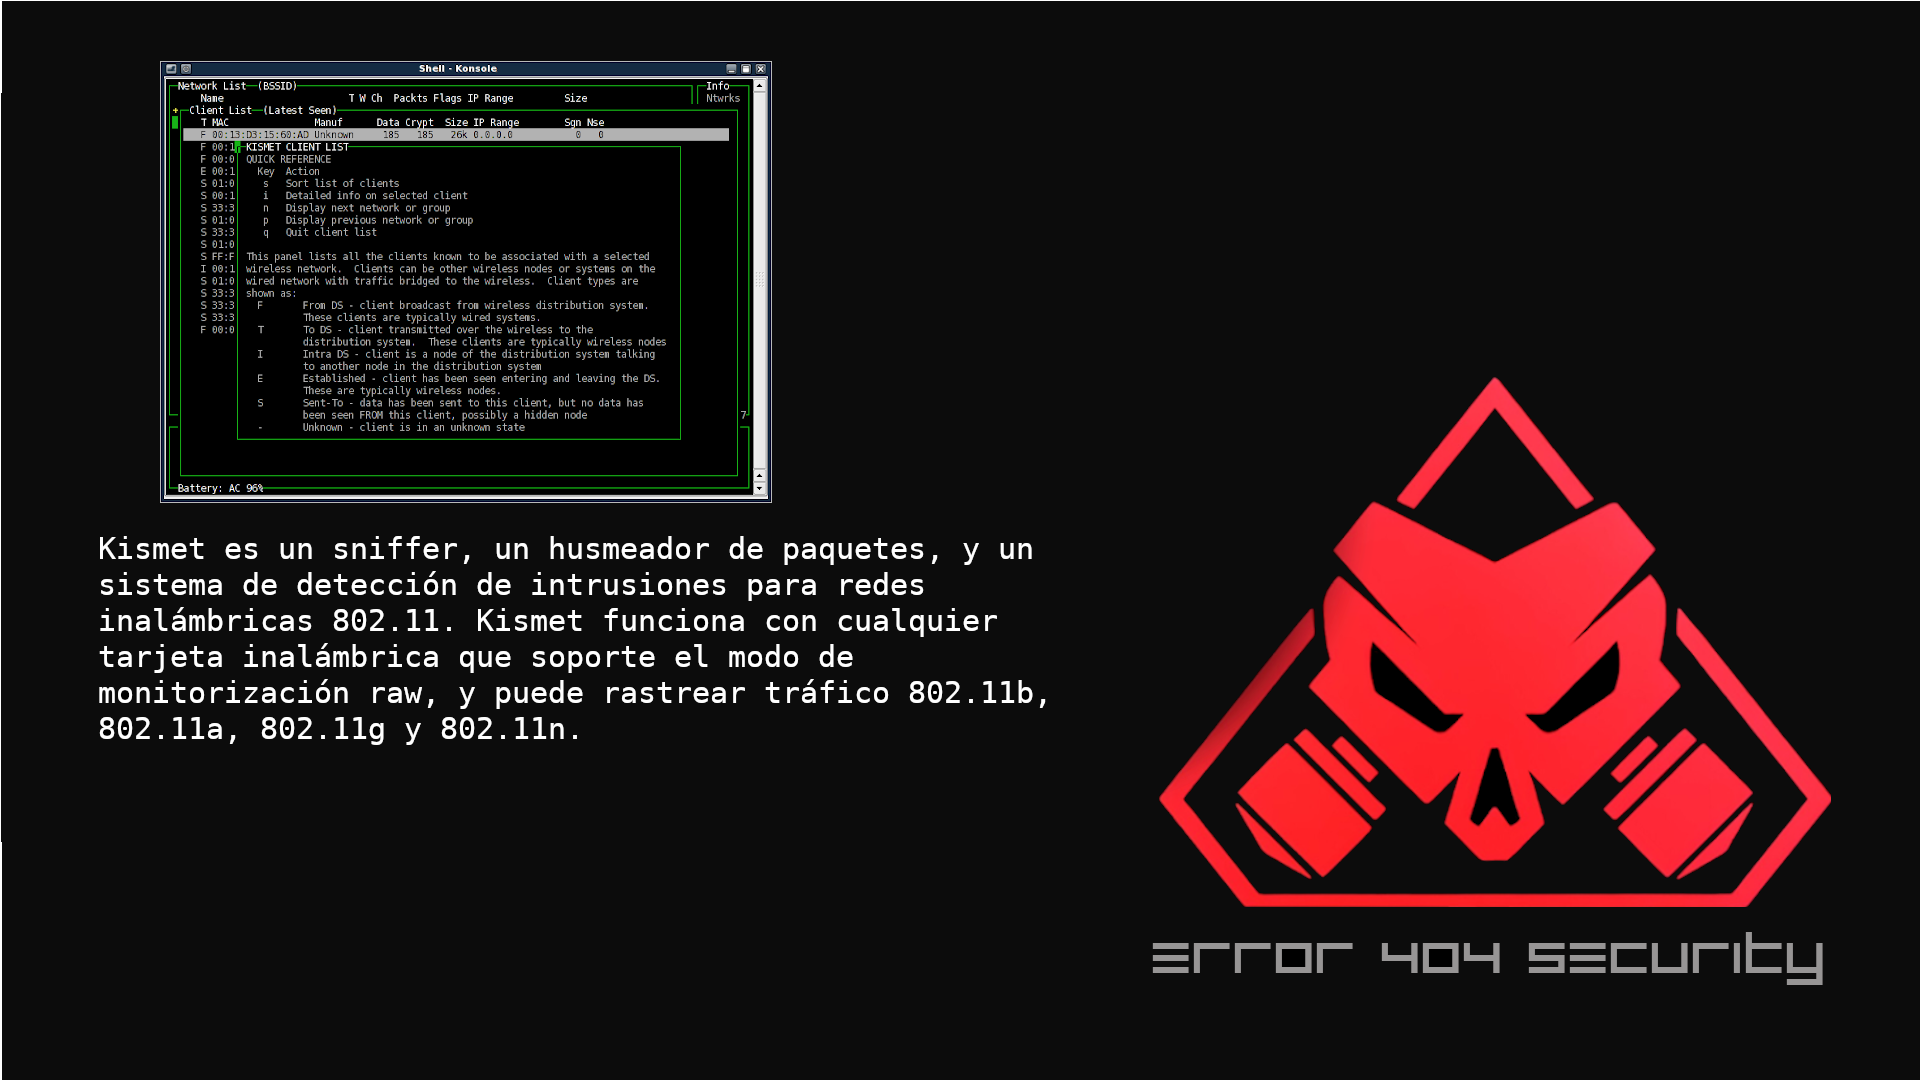 Shell - Konsole
Network List—(BSSID)
Info
Name T W Ch Packts Flags IP Range Size
Ntwrks
Client List—(Latest Seen)
T MAC Manuf Data Crypt Size IP Range Sgn Nse
F 00:13:D3:15:60:AD Unknown 185 185 26k 0.0.0.0 0 0
F 00:1
KISMET CLIENT LIST
F 00:0
QUICK REFERENCE
E 00:1
Key Action
S 01:0
s Sort list of clients
S 00:1
i Detailed info on selected client
S 33:3
n Display next network or group
S 01:0
p Display previous network or group
S 33:3
q Quit client list
S 01:0
S FF:F
This panel lists all the clients known to be associated with a selected
I 00:1
wireless network. Clients can be other wireless nodes or systems on the
S 01:0
wired network with traffic bridged to the wireless. Client types are
S 33:3
shown as:
S 33:3
F From DS - client broadcast from wireless distribution system.
S 33:3
These clients are typically wired systems.
F 00:0
T To DS - client transmitted over the wireless to the
distribution system. These clients are typically wireless nodes
I Intra DS - client is a node of the distribution system talking
to another node in the distribution system
E Established - client has been seen entering and leaving the DS.
These are typically wireless nodes.
S Sent-To - data has been sent to this client, but no data has
been seen FROM this client, possibly a hidden node
7
- Unknown - client is in an unknown state
Battery: AC 96%
Kismet es un sniffer, un husmeador de paquetes, y un
sistema de detección de intrusiones para redes
inalámbricas 802.11. Kismet funciona con cualquier
tarjeta inalámbrica que soporte el modo de
monitorización raw, y puede rastrear tráfico 802.11b,
802.11a, 802.11g y 802.11n.
Error 404 Security